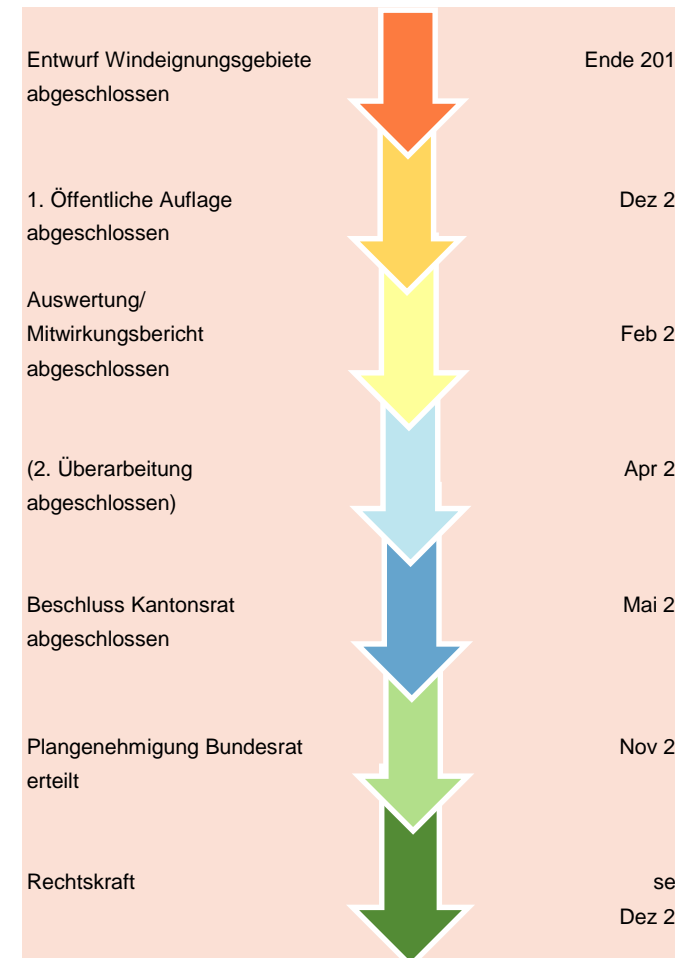 Entwurf Windeignungsgebiete
abgeschlossen
Ende 201
1. Öffentliche Auflage
abgeschlossen
Dez 2
Auswertung/
Mitwirkungsbericht
abgeschlossen
Feb 2
(2. Überarbeitung
abgeschlossen)
Apr 2
Beschluss Kantonsrat
abgeschlossen
Mai 2
Plangenehmigung Bundesrat
erteilt
Nov 2
Rechtskraft
se
Dez 2